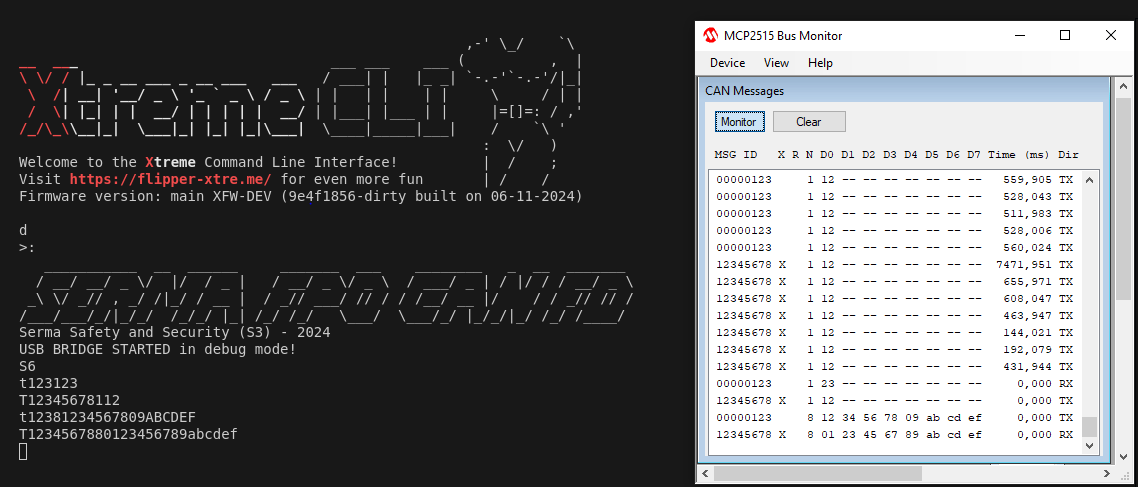 XtremeCLI
Welcome to the Xtreme Command Line Interface!
Visit https://flipper-xtre.me/ for even more fun
Firmware version: main XFW-DEV (9e4f1856-dirty built on 06-11-2024)
d
>:
SERMA FOR CAN FD
Serma Safety and Security (S3) - 2024
USB BRIDGE STARTED in debug mode!
S6
t123123
T12345678112
t12381234567809ABCDEF
T1234567880123456789abcdef
MCP2515 Bus Monitor
Device View Help
CAN Messages
Monitor Clear
MSG ID X R N D0 D1 D2 D3 D4 D5 D6 D7 Time (ms) Dir
00000123 1 12 -- -- -- -- -- -- -- 559,905 TX
00000123 1 12 -- -- -- -- -- -- -- 528,043 TX
00000123 1 12 -- -- -- -- -- -- -- 511,983 TX
00000123 1 12 -- -- -- -- -- -- -- 528,006 TX
00000123 1 12 -- -- -- -- -- -- -- 560,024 TX
12345678 X 1 12 -- -- -- -- -- -- -- 7471,951 TX
12345678 X 1 12 -- -- -- -- -- -- -- 655,971 TX
12345678 X 1 12 -- -- -- -- -- -- -- 608,047 TX
12345678 X 1 12 -- -- -- -- -- -- -- 463,947 TX
12345678 X 1 12 -- -- -- -- -- -- -- 144,021 TX
12345678 X 1 12 -- -- -- -- -- -- -- 192,079 TX
12345678 X 1 12 -- -- -- -- -- -- -- 431,944 TX
00000123 1 23 -- -- -- -- -- -- -- 0,000 RX
12345678 X 1 12 -- -- -- -- -- -- -- 0,000 TX
00000123 8 12 34 56 78 09 ab cd ef 0,000 TX
12345678 X 8 01 23 45 67 89 ab cd ef 0,000 RX